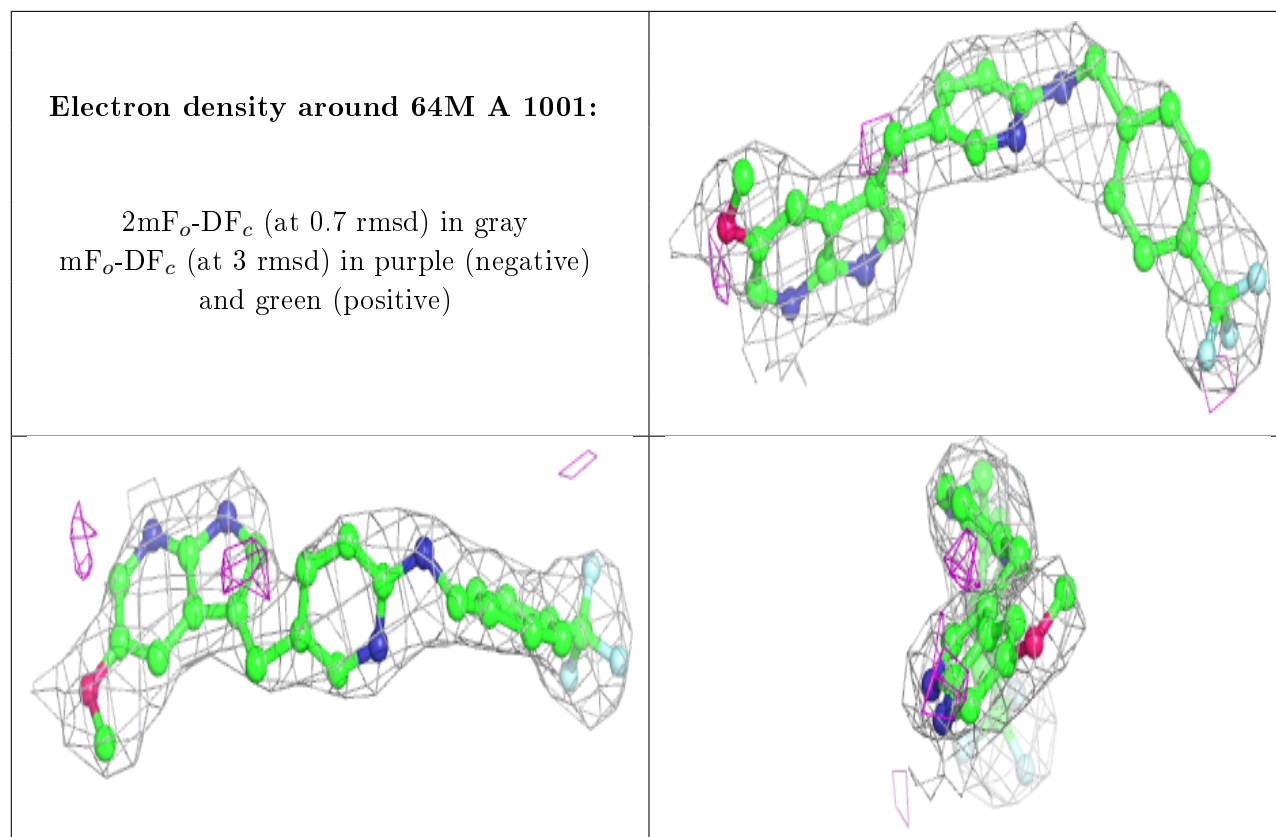 Electron density around 64M A 1001:
2mFo-DFc (at 0.7 rmsd) in gray
mFo-DFc (at 3 rmsd) in purple (negative)
and green (positive)